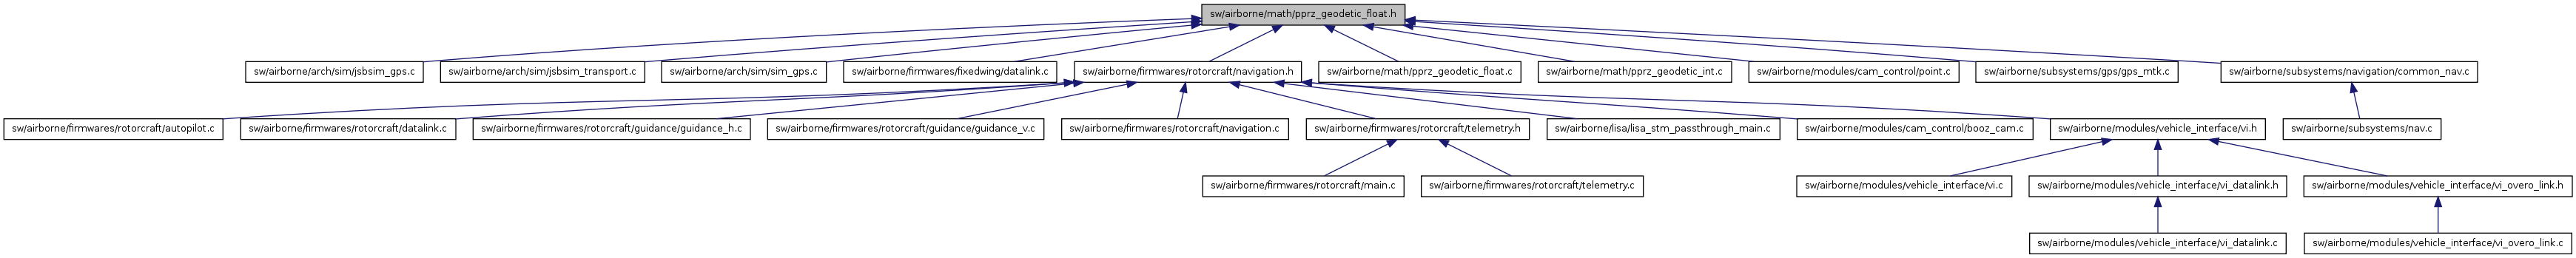 sw/airborne/math/pprz_geodetic_float.h
sw/airborne/arch/sim/jsbsim_gps.c
sw/airborne/arch/sim/jsbsim_transport.c
sw/airborne/arch/sim/sim_gps.c
sw/airborne/firmwares/fixedwing/datalink.c
sw/airborne/firmwares/rotorcraft/navigation.h
sw/airborne/math/pprz_geodetic_float.c
sw/airborne/math/pprz_geodetic_int.c
sw/airborne/modules/cam_control/point.c
sw/airborne/subsystems/gps/gps_mtk.c
sw/airborne/subsystems/navigation/common_nav.c
sw/airborne/firmwares/rotorcraft/autopilot.c
sw/airborne/firmwares/rotorcraft/datalink.c
sw/airborne/firmwares/rotorcraft/guidance/guidance_h.c
sw/airborne/firmwares/rotorcraft/guidance/guidance_v.c
sw/airborne/firmwares/rotorcraft/navigation.c
sw/airborne/firmwares/rotorcraft/telemetry.h
sw/airborne/lisa/lisa_stm_passthrough_main.c
sw/airborne/modules/cam_control/booz_cam.c
sw/airborne/modules/vehicle_interface/vi.h
sw/airborne/subsystems/nav.c
sw/airborne/firmwares/rotorcraft/main.c
sw/airborne/firmwares/rotorcraft/telemetry.c
sw/airborne/modules/vehicle_interface/vi.c
sw/airborne/modules/vehicle_interface/vi_datalink.h
sw/airborne/modules/vehicle_interface/vi_overo_link.h
sw/airborne/modules/vehicle_interface/vi_datalink.c
sw/airborne/modules/vehicle_interface/vi_overo_link.c